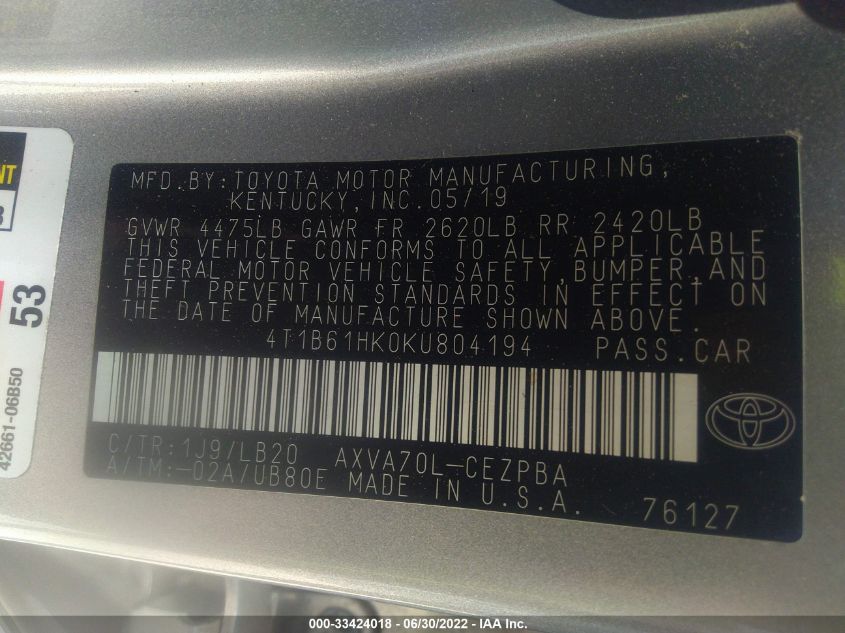 MFD. BY: TOYOTA MOTOR MANUFACTURING,
KENTUCKY, INC. 05/19
GVWR 4475LB GAWR FR 2620LB RR 2420LB
THIS VEHICLE CONFORMS TO ALL APPLICABLE
FEDERAL MOTOR VEHICLE SAFETY, BUMPER, AND
THEFT PREVENTION STANDARDS IN EFFECT ON
THE DATE OF MANUFACTURE SHOWN ABOVE.
4T1B61HK0KU804194 PASS. CAR
C/TR: 1J9/LB20 AXVA70L-CEZPBA
A/TM: -02A/UB80E MADE IN U.S.A.
76127
53
42661-06B50
000-33424018 - 06/30/2022 - IAA Inc.